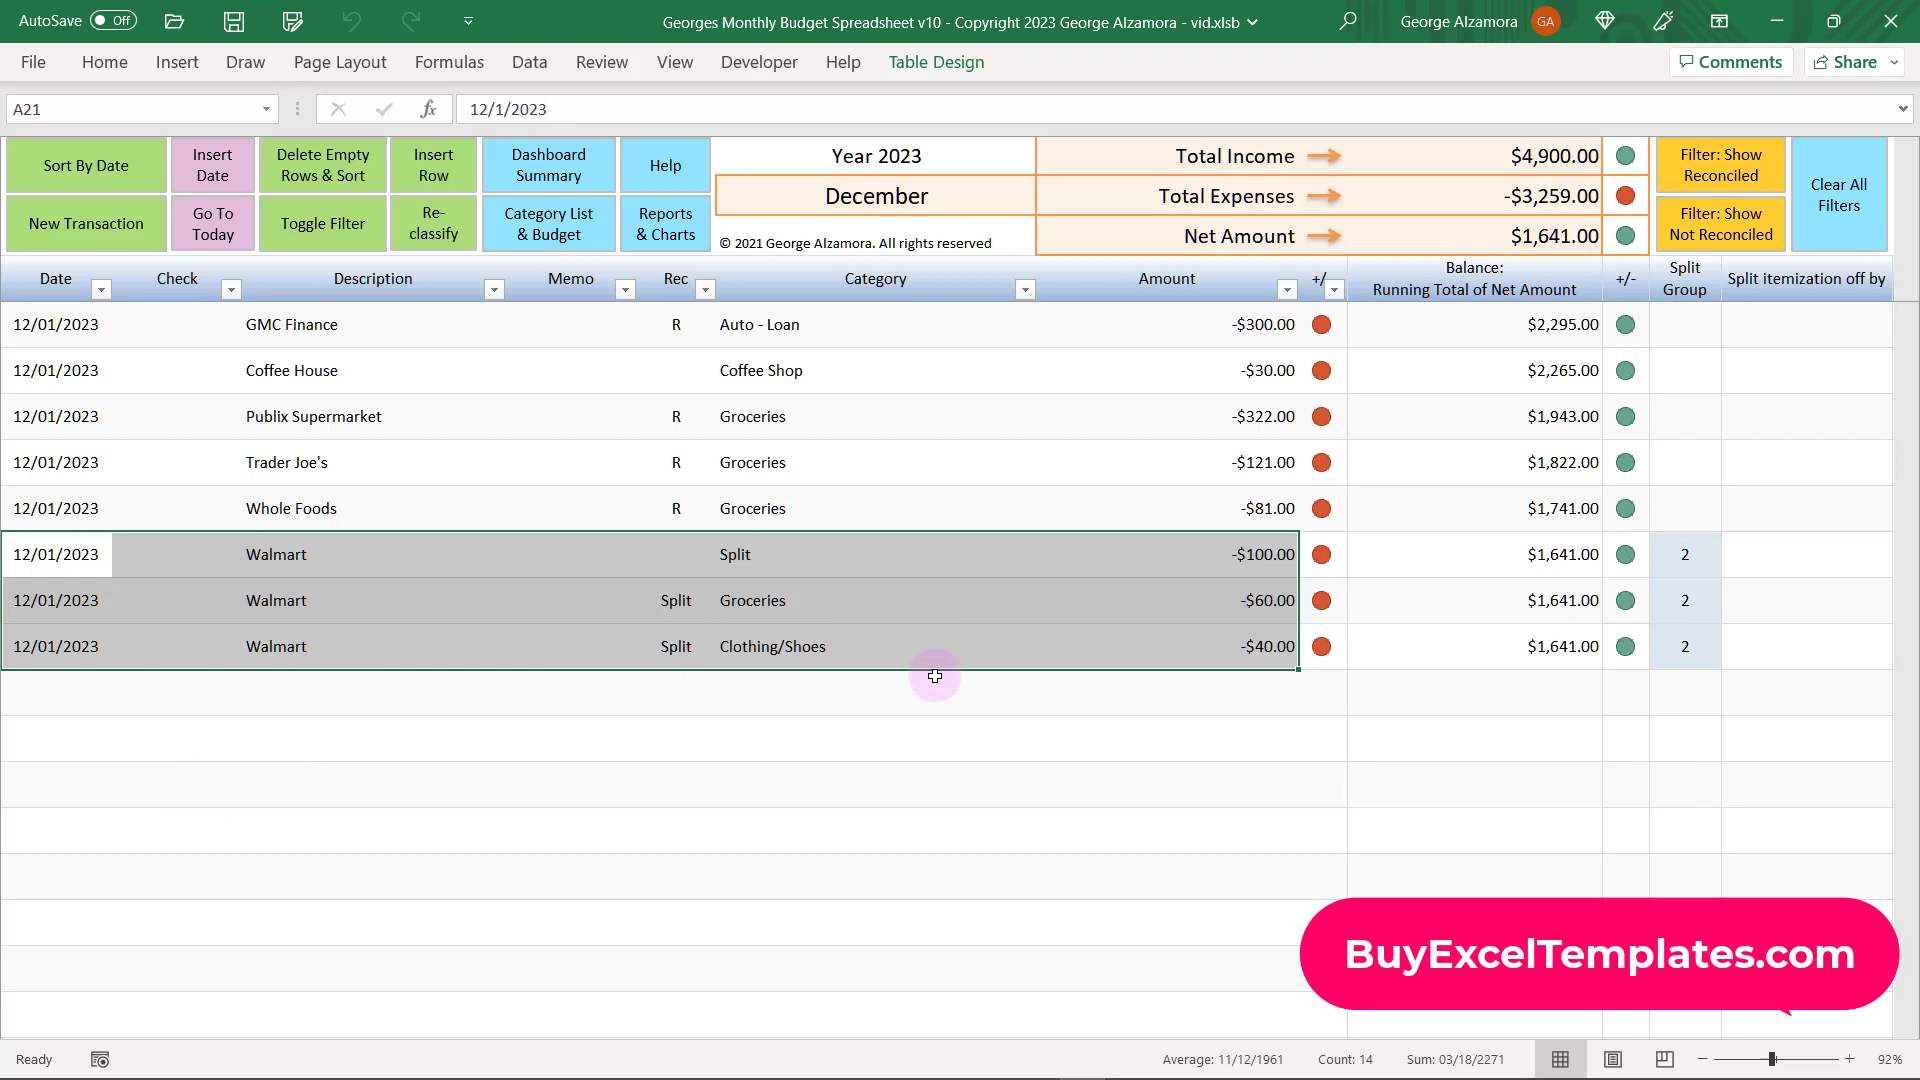 AutoSave Off Georges Monthly Budget Spreadsheet v10 - Copyright 2023 George Alzamora - vid.xlsb George Alzamora GA
File Home Insert Draw Page Layout Formulas Data Review View Developer Help Table Design Comments Share
A21 fx 12/1/2023
Sort By Date
Insert
Date
Delete Empty
Rows & Sort
Insert
Row
Dashboard
Summary
Help
New Transaction
Go To
Today
Toggle Filter
Re-
classify
Category List
& Budget
Reports
& Charts
Year 2023
December
© 2021 George Alzamora. All rights reserved
Total Income $4,900.00
Total Expenses -$3,259.00
Net Amount $1,641.00
Filter: Show
Reconciled
Filter: Show
Not Reconciled
Clear All
Filters
Date Check Description Memo Rec Category Amount +/ Balance:
Running Total of Net Amount +/- Split
Group Split itemization off by
12/01/2023 GMC Finance R Auto - Loan -$300.00 $2,295.00
12/01/2023 Coffee House Coffee Shop -$30.00 $2,265.00
12/01/2023 Publix Supermarket R Groceries -$322.00 $1,943.00
12/01/2023 Trader Joe's R Groceries -$121.00 $1,822.00
12/01/2023 Whole Foods R Groceries -$81.00 $1,741.00
12/01/2023 Walmart Split -$100.00 $1,641.00 2
12/01/2023 Walmart Split Groceries -$60.00 $1,641.00 2
12/01/2023 Walmart Split Clothing/Shoes -$40.00 $1,641.00 2
BuyExcelTemplates.com
Ready Average: 11/12/1961 Count: 14 Sum: 03/18/2271 92%